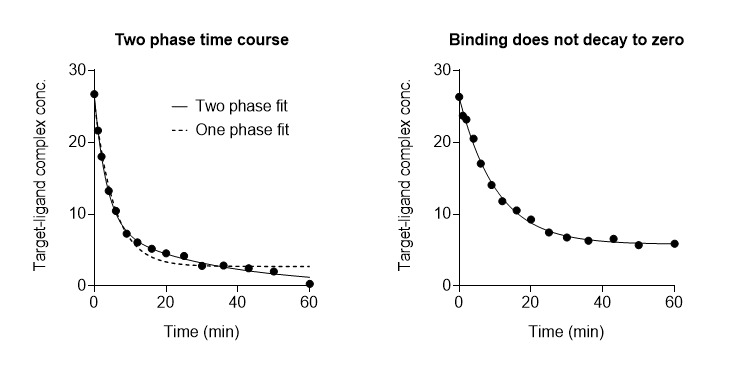 Two phase time course
Target-ligand complex conc.
30
20
10
0
Two phase fit
One phase fit
0
20
40
60
Time (min)
Binding does not decay to zero
Target-ligand complex conc.
30
20
10
0
0
20
40
60
Time (min)